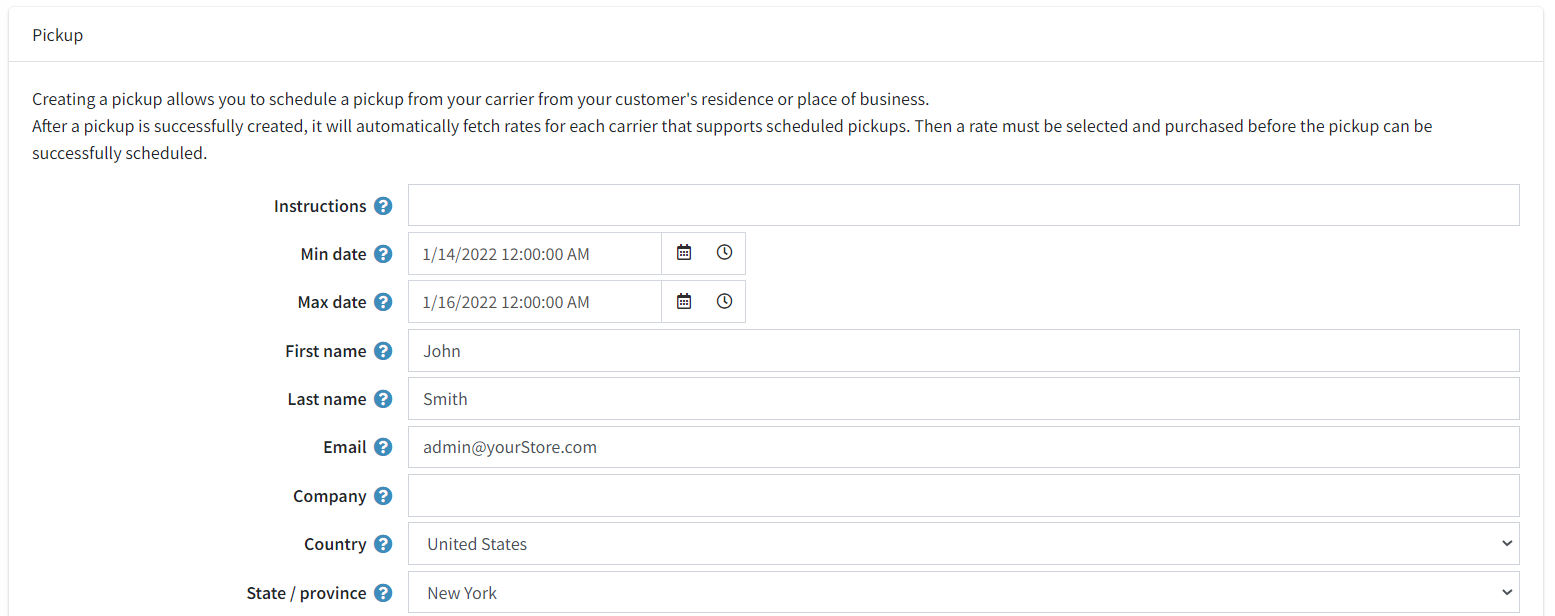 Pickup
Creating a pickup allows you to schedule a pickup from your carrier from your customer's residence or place of business.
After a pickup is successfully created, it will automatically fetch rates for each carrier that supports scheduled pickups. Then a rate must be selected and purchased before the pickup can be
successfully scheduled.
Instructions ?
Min date ? 1/14/2022 12:00:00 AM
Max date ? 1/16/2022 12:00:00 AM
First name ? John
Last name ? Smith
Email ? admin@yourStore.com
Company ?
Country ? United States
State / province ? New York